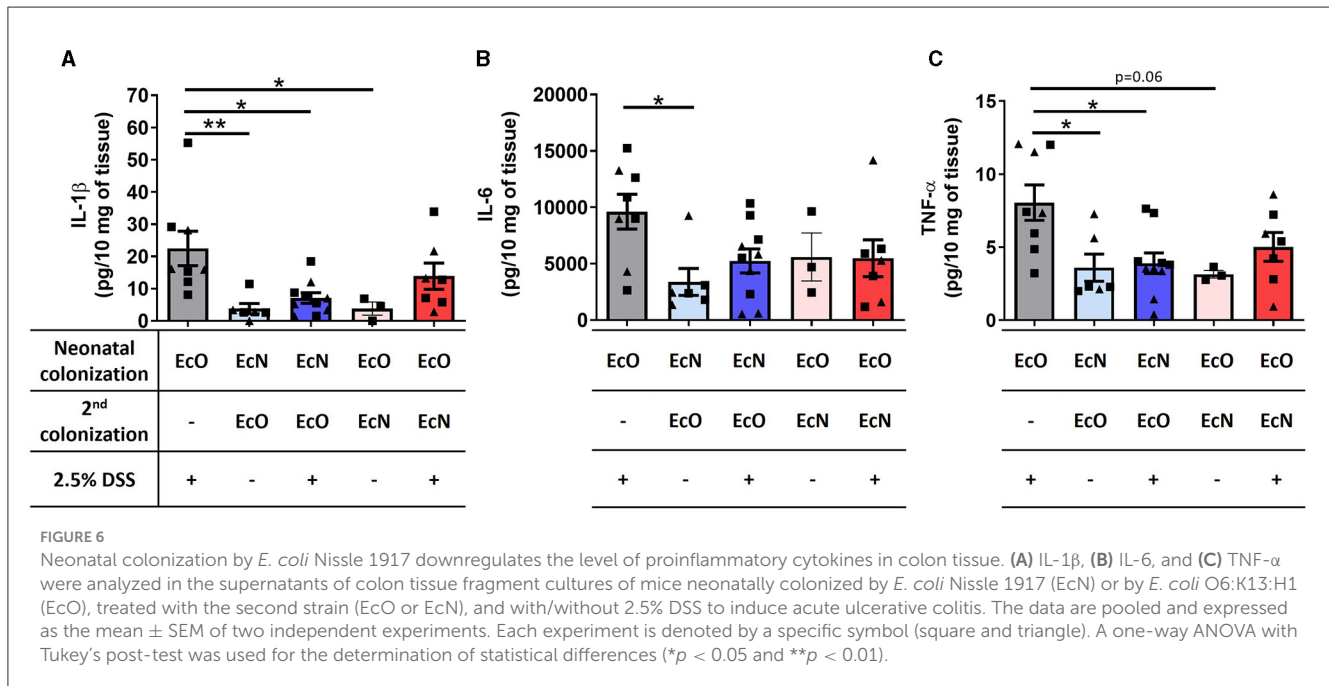 A
B
C
*
*
**
*
p=0.06
*
*
IL-1β
(pg/10 mg of tissue)
70
60
50
40
30
20
10
0
IL-6
(pg/10 mg of tissue)
20000
15000
10000
5000
0
TNF-α
(pg/10 mg of tissue)
15
10
5
0
Neonatal
colonization
EcO EcN EcN EcO EcO
EcO EcN EcN EcO EcO
EcO EcN EcN EcO EcO
2nd
colonization
- EcO EcO EcN EcN
- EcO EcO EcN EcN
- EcO EcO EcN EcN
2.5% DSS
+ - + - +
+ - + - +
+ - + - +
FIGURE 6
Neonatal colonization by E. coli Nissle 1917 downregulates the level of proinflammatory cytokines in colon tissue. (A) IL-1β, (B) IL-6, and (C) TNF-α
were analyzed in the supernatants of colon tissue fragment cultures of mice neonatally colonized by E. coli Nissle 1917 (EcN) or by E. coli O6:K13:H1
(EcO), treated with the second strain (EcO or EcN), and with/without 2.5% DSS to induce acute ulcerative colitis. The data are pooled and expressed
as the mean ± SEM of two independent experiments. Each experiment is denoted by a specific symbol (square and triangle). A one-way ANOVA with
Tukey's post-test was used for the determination of statistical differences (*p < 0.05 and **p < 0.01).